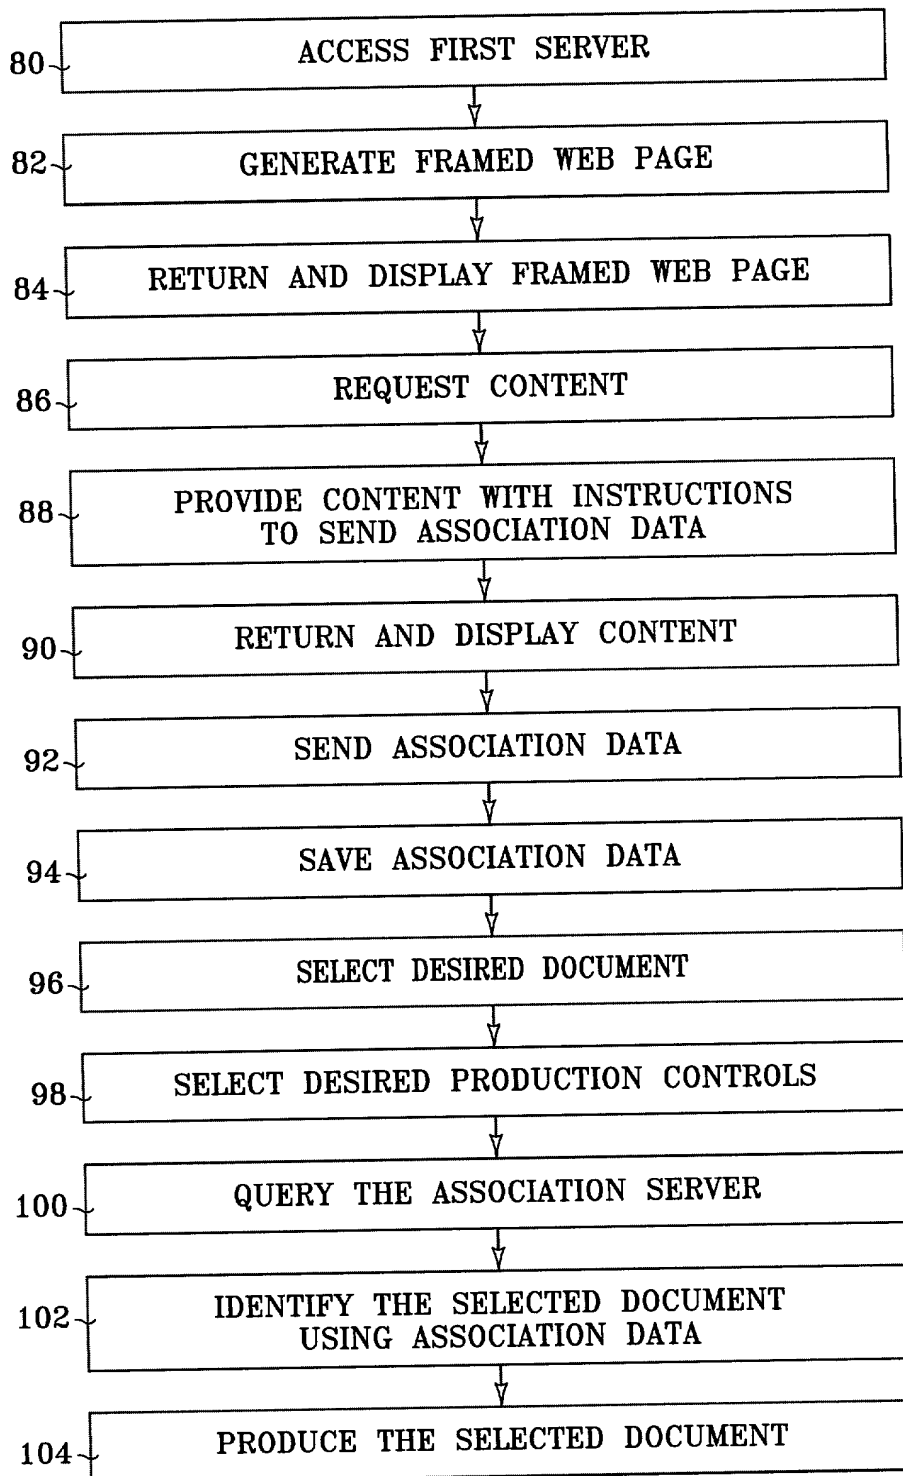 80 ACCESS FIRST SERVER
82 GENERATE FRAMED WEB PAGE
84 RETURN AND DISPLAY FRAMED WEB PAGE
86 REQUEST CONTENT
88 PROVIDE CONTENT WITH INSTRUCTIONS
TO SEND ASSOCIATION DATA
90 RETURN AND DISPLAY CONTENT
92 SEND ASSOCIATION DATA
94 SAVE ASSOCIATION DATA
96 SELECT DESIRED DOCUMENT
98 SELECT DESIRED PRODUCTION CONTROLS
100 QUERY THE ASSOCIATION SERVER
102 IDENTIFY THE SELECTED DOCUMENT
USING ASSOCIATION DATA
104 PRODUCE THE SELECTED DOCUMENT